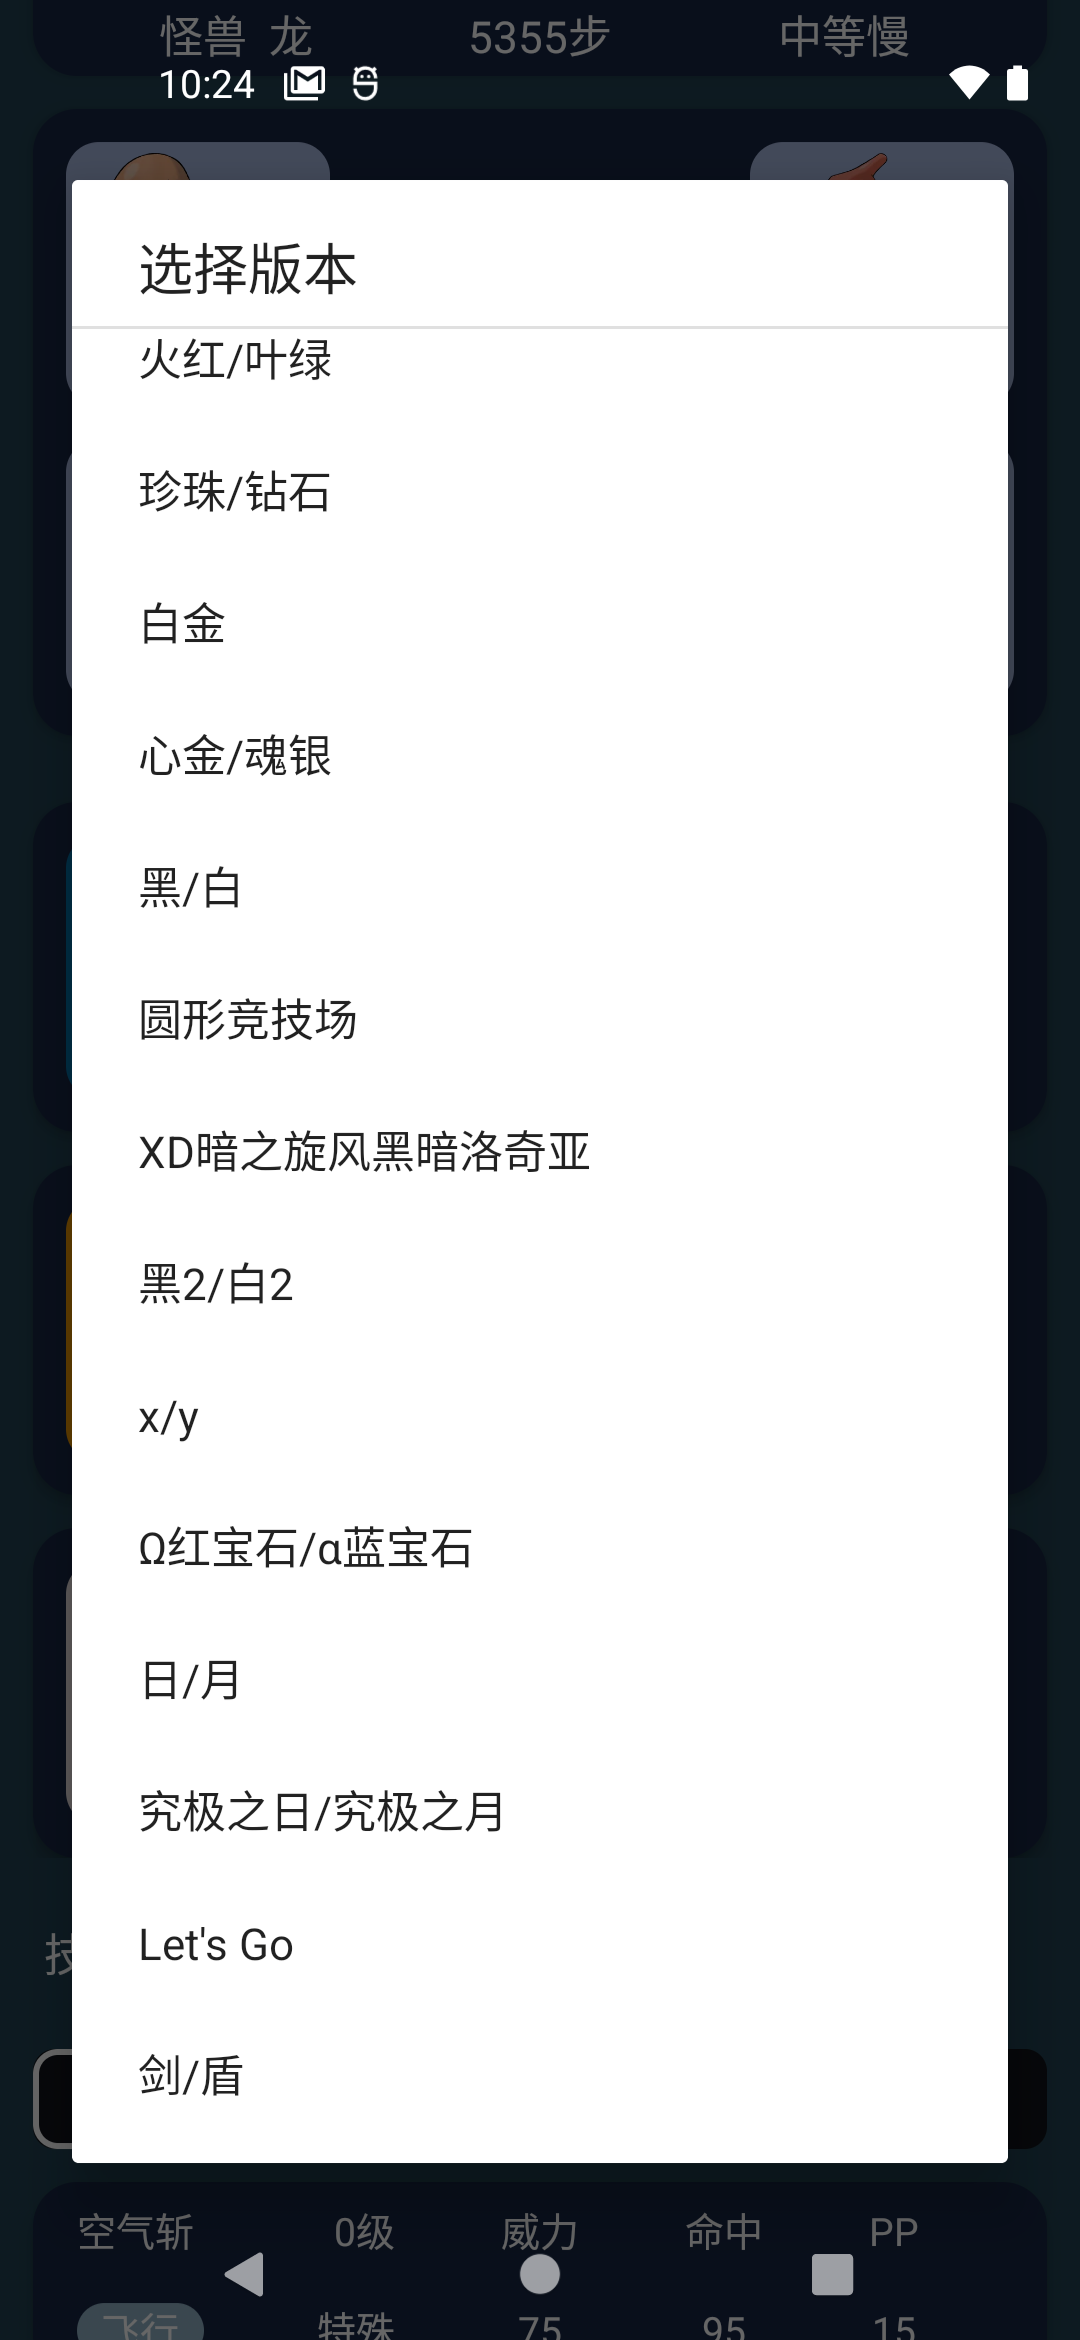 怪兽 龙 5355步 中等慢
10:24
选择版本
火红/叶绿
珍珠/钻石
白金
心金/魂银
黑/白
圆形竞技场
XD暗之旋风黑暗洛奇亚
黑2/白2
x/y
Ω红宝石/α蓝宝石
日/月
究极之日/究极之月
Let's Go
剑/盾
空气斩 0级 威力 命中 PP
飞行 特殊 75 95 15